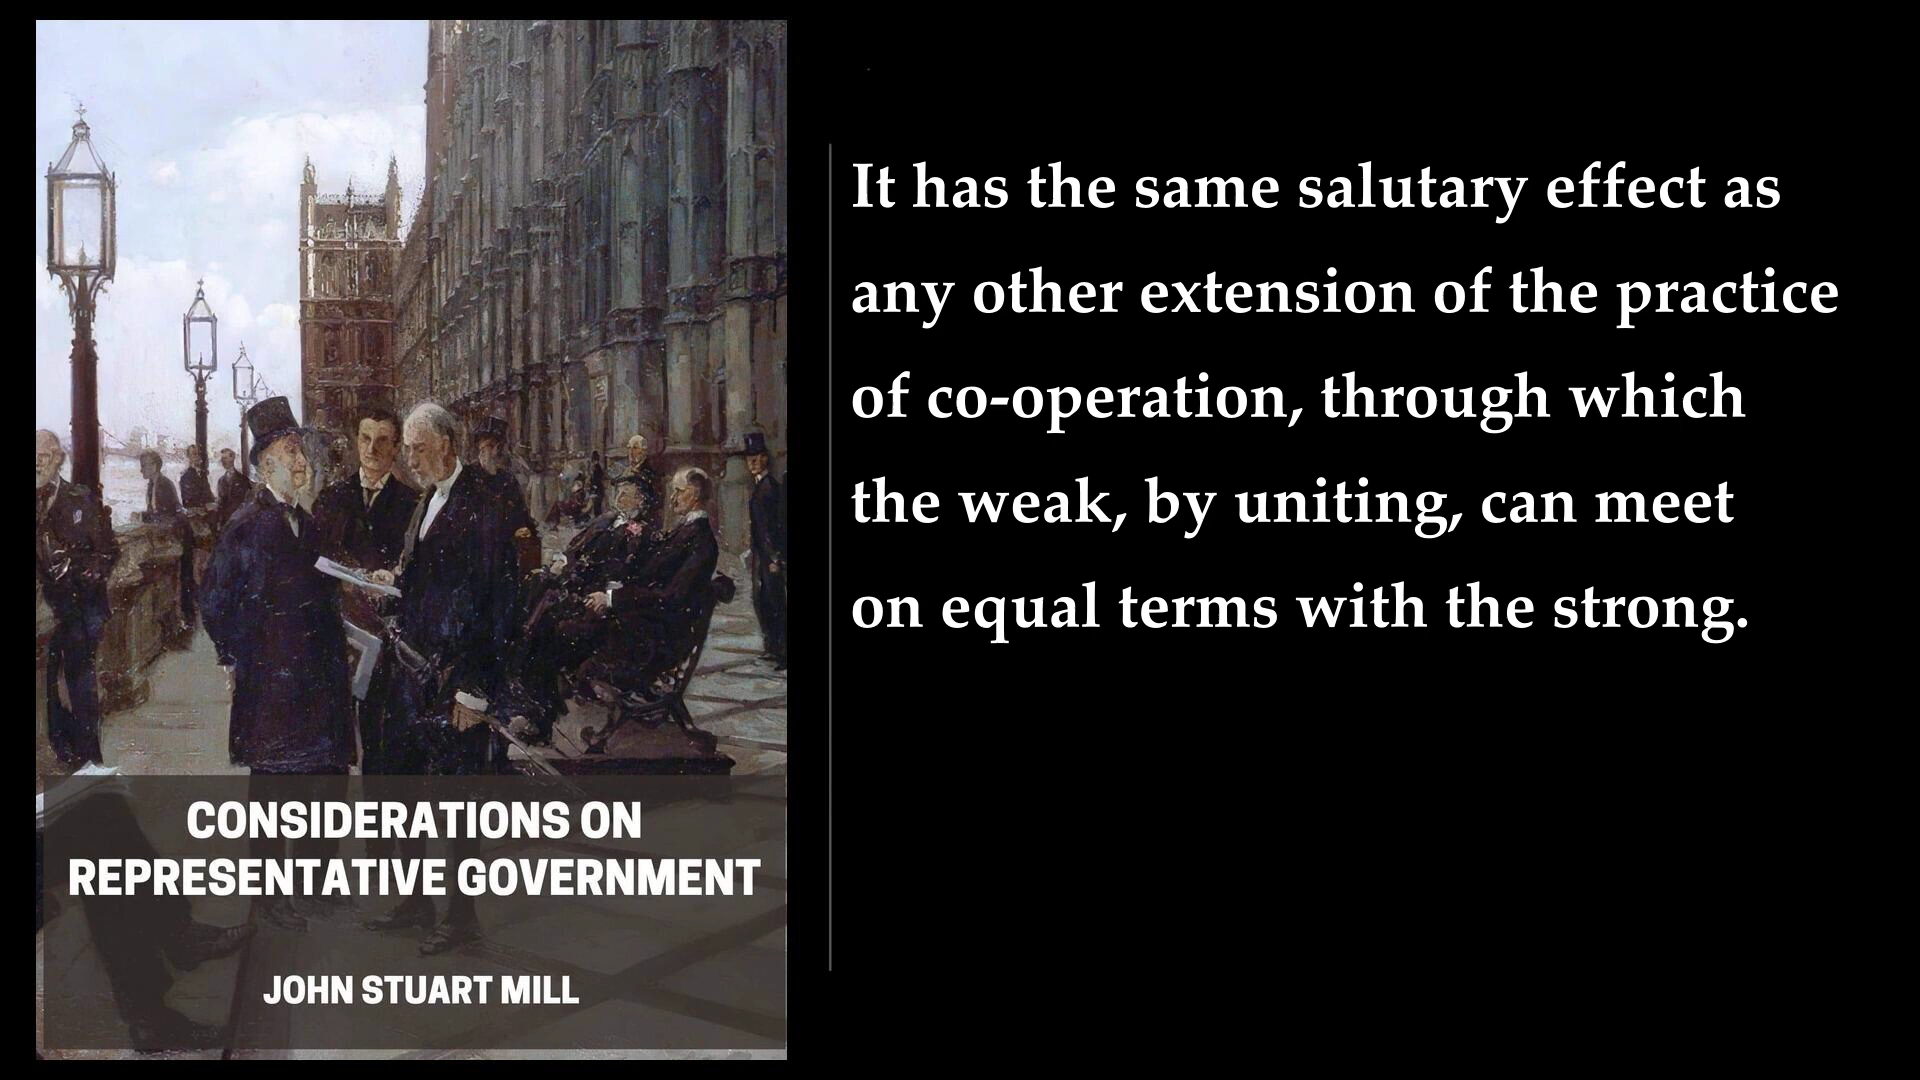 It has the same salutary effect as
any other extension of the practice
of co-operation, through which
the weak, by uniting, can meet
on equal terms with the strong.
CONSIDERATIONS ON
REPRESENTATIVE GOVERNMENT
JOHN STUART MILL